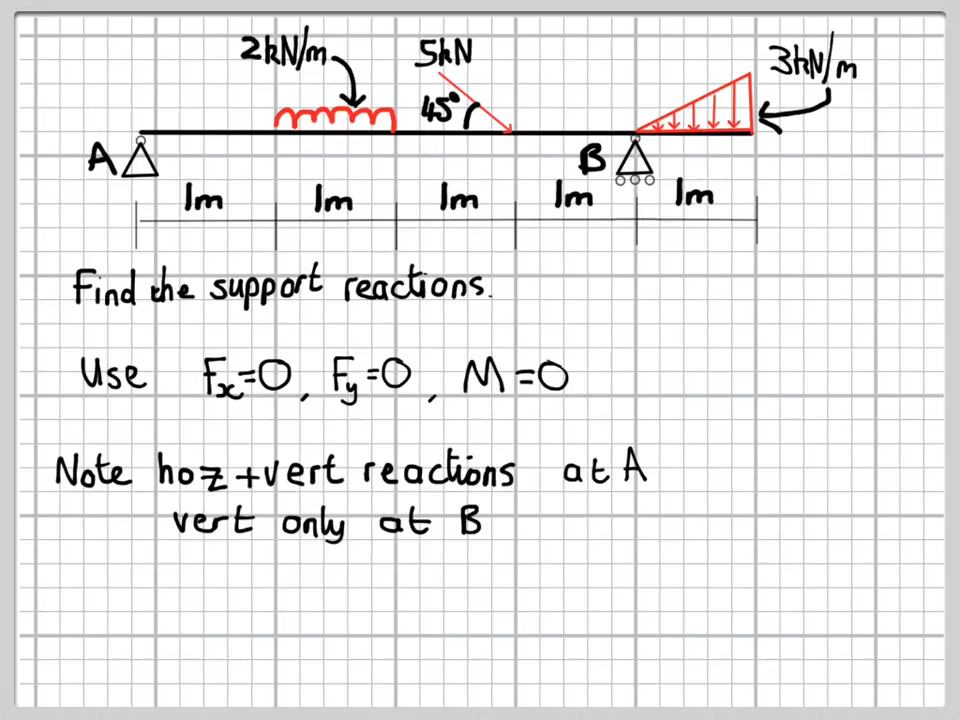 2kN/m 5kN 3kN/m
45°
A B
1m 1m 1m 1m 1m
Find the support reactions.
Use Fx=0, Fy=0, M=0
Note hoz+vert reactions at A
vert only at B